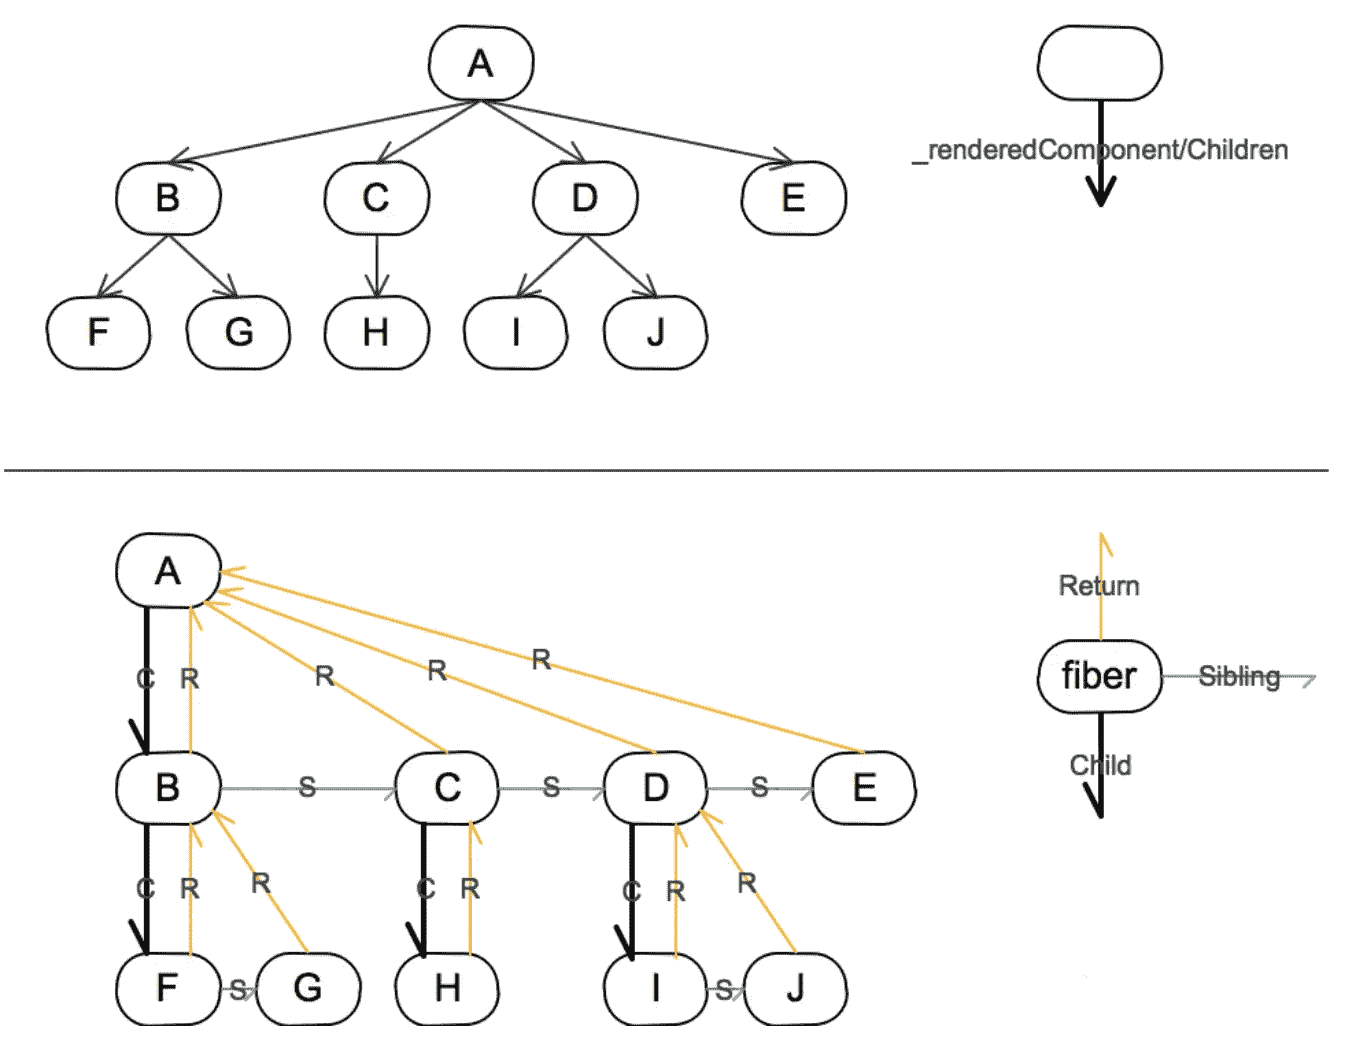 A
_renderedComponent/Children
B C D E
F G H I J
A
Return
C R R R R
fiber
Sibling
Child
B S C S D S E
C R R C R C R R
F S G H I S J